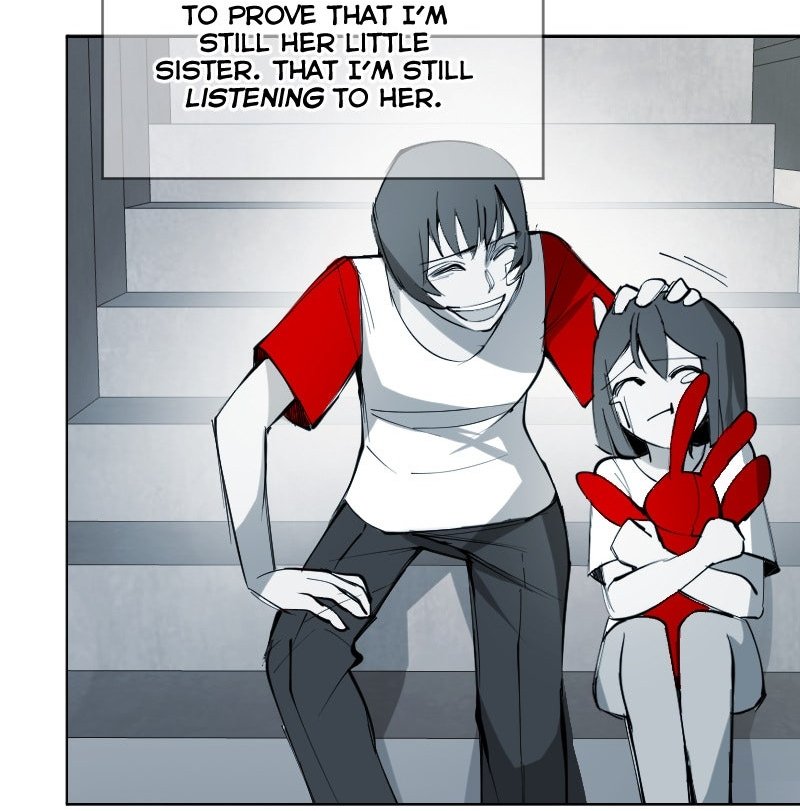 TO PROVE THAT I'M
STILL HER LITTLE
SISTER. THAT I'M STILL
LISTENING TO HER.